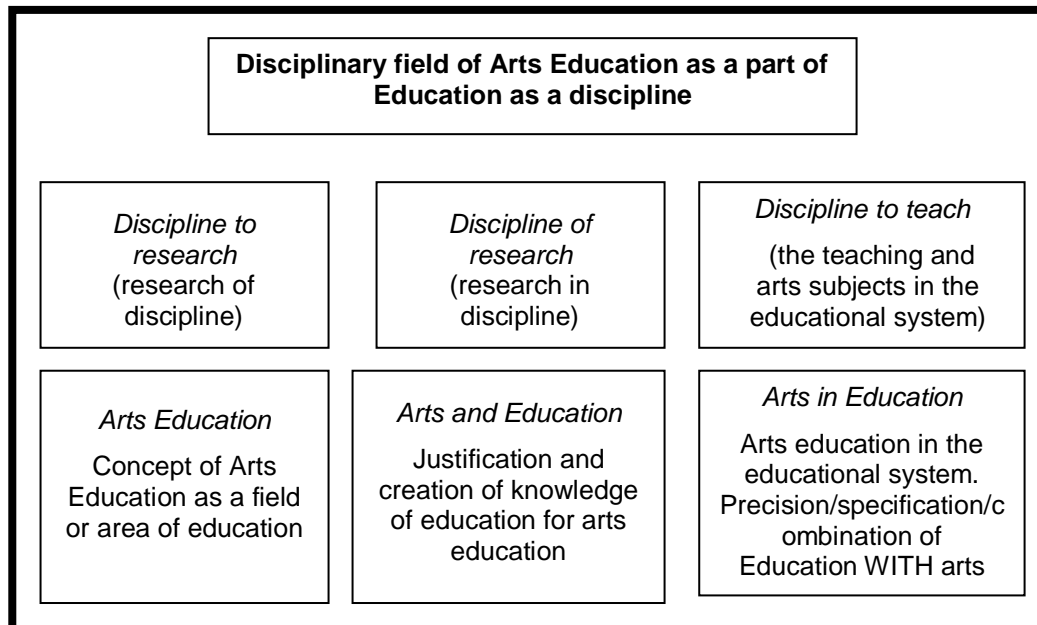 Disciplinary field of Arts Education as a part of
Education as a discipline
Discipline to
research
(research of
discipline)
Discipline of
research
(research in
discipline)
Discipline to teach
(the teaching and
arts subjects in the
educational system)
Arts Education
Concept of Arts
Education as a field
or area of education
Arts and Education
Justification and
creation of knowledge
of education for arts
education
Arts in Education
Arts education in the
educational system.
Precision/specification/c
ombination of
Education WITH arts